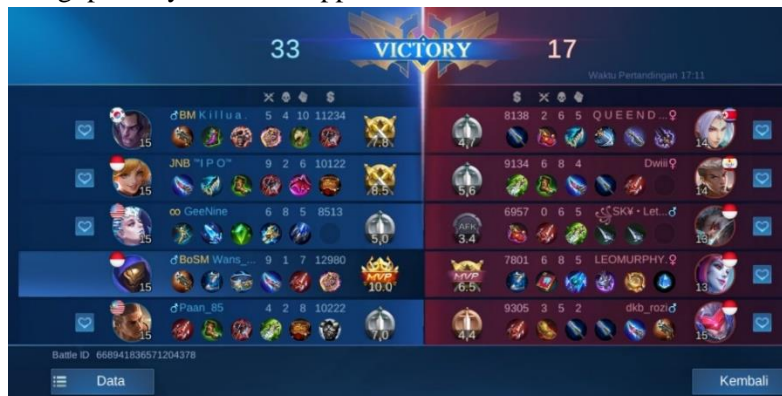 33 VICTORY 17
Waktu Pertandingan 17:11
♂BM Killua. 5 4 10 11234
7.8
8138 2 6 5 QUEEND...♀
4,7
15
14
JNB ™IPO™ 9 2 6 10122
8.5
9134 6 8 4 Dwiii♀
5,6
15
14
∞ GeeNine 6 8 5 8513
5,0
6957 0 6 5 SK¥・Let...♂
AFK
3.4
15
13
♂BoSM Wans_... 9 1 7 12980
MVP
10.0
7801 6 8 5 LEOMURPHY.♀
MVP
6.5
15
13
♂Paan_85 4 2 8 10222
7,0
9305 3 5 2 dkb_rozi♂
4,4
15
15
Battle ID 668941836571204378
Data
Kembali